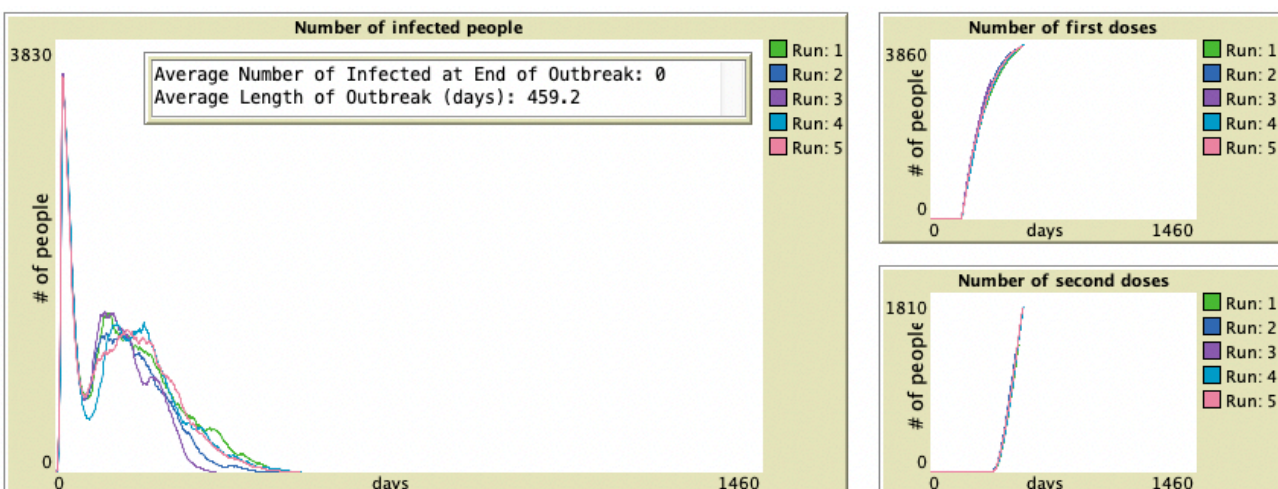 Number of infected people
3830
Average Number of Infected at End of Outbreak: 0
Average Length of Outbreak (days): 459.2
# of people
0
0
days
1460
Run: 1
Run: 2
Run: 3
Run: 4
Run: 5
Number of first doses
3860
# of people
0
0
days
1460
Run: 1
Run: 2
Run: 3
Run: 4
Run: 5
Number of second doses
1810
# of people
0
0
days
1460
Run: 1
Run: 2
Run: 3
Run: 4
Run: 5